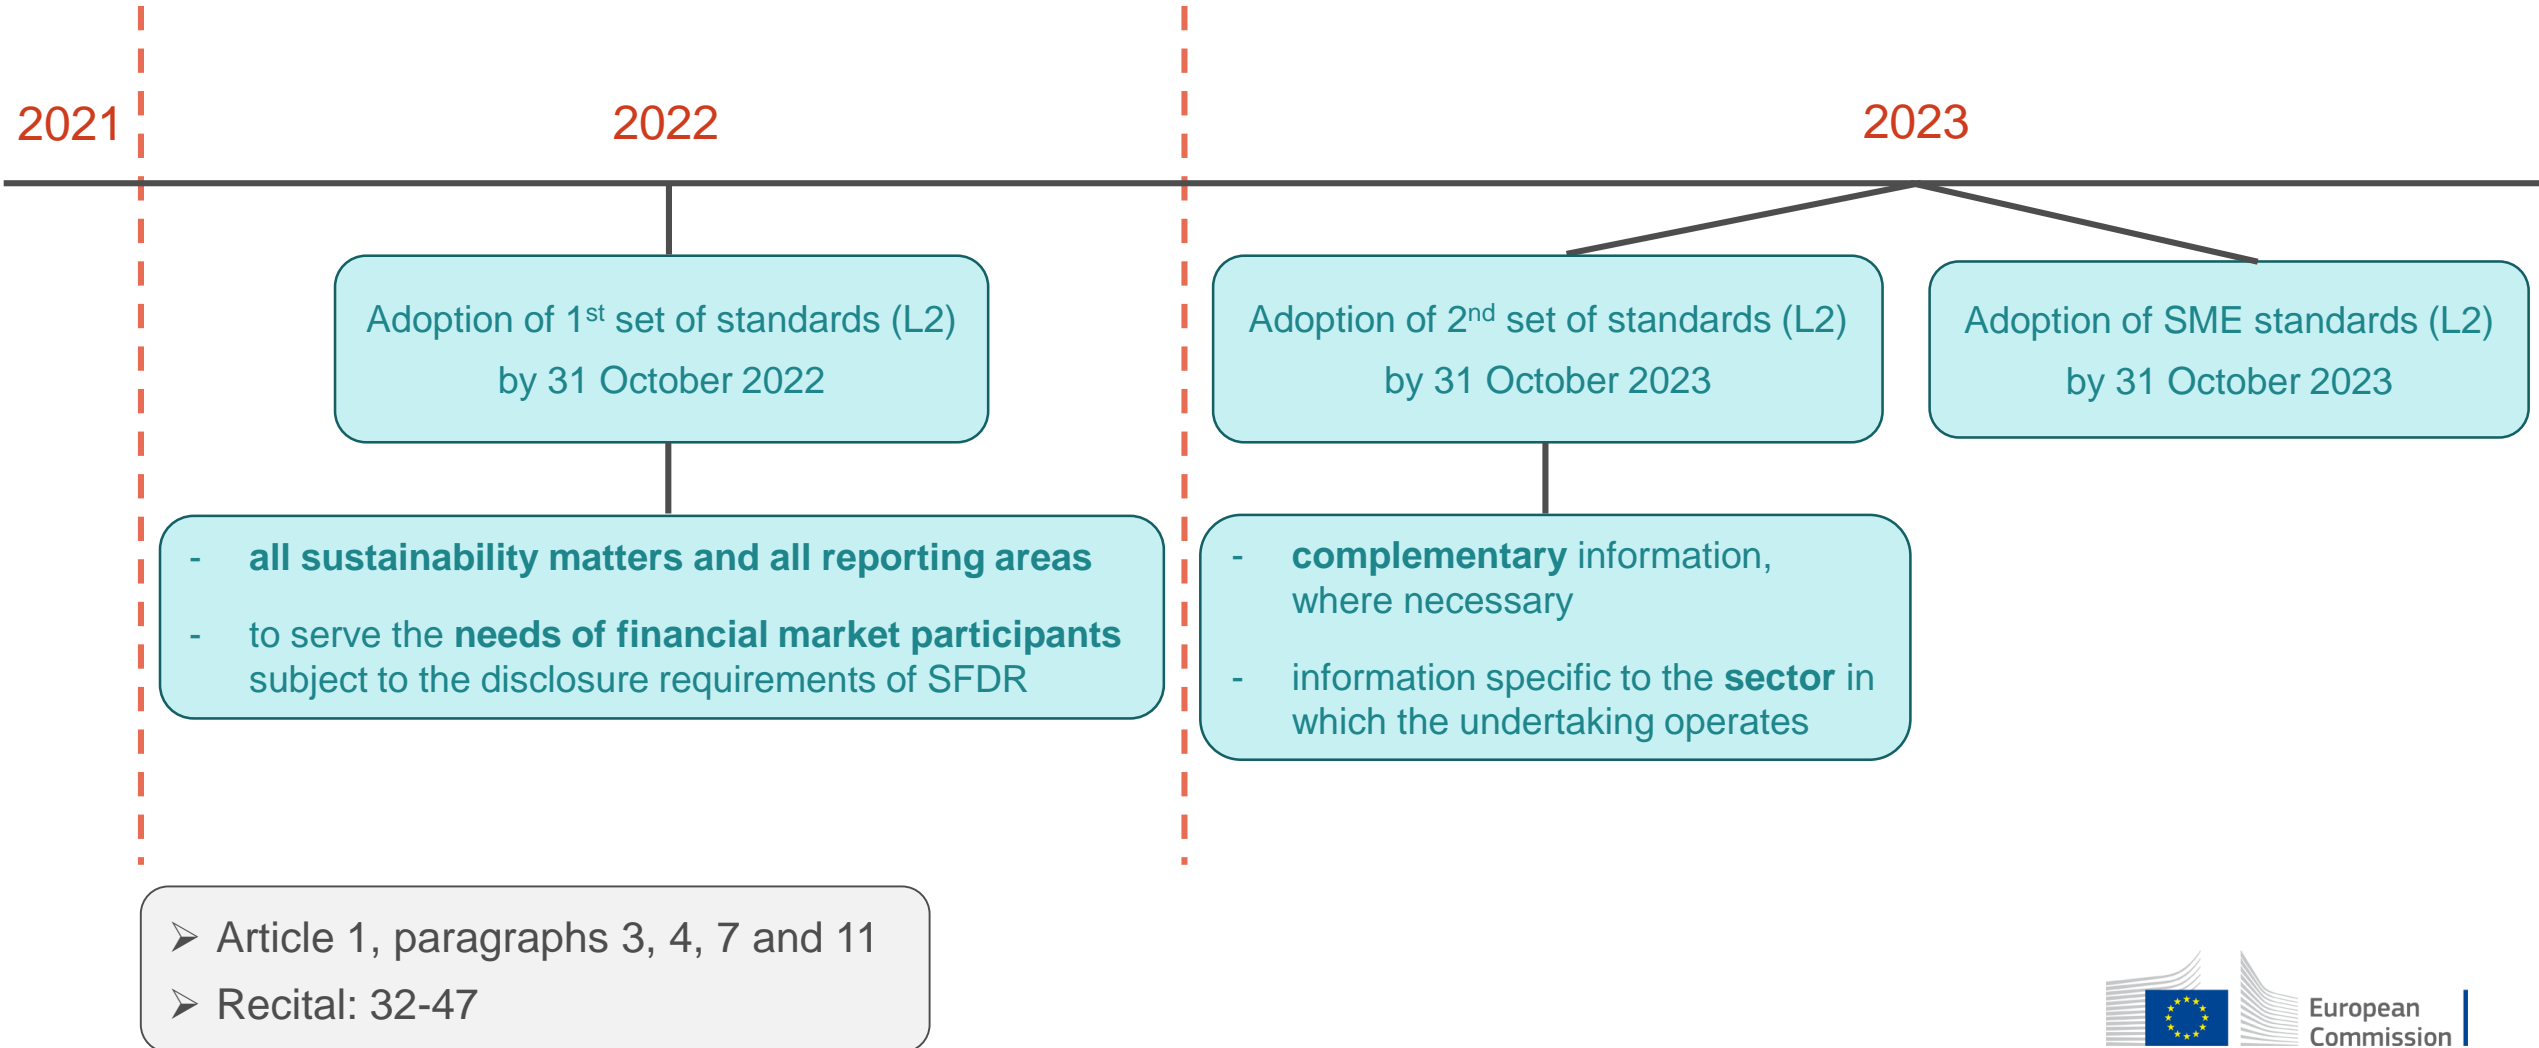 2021
2022
2023
Adoption of 1st set of standards (L2)
by 31 October 2022
Adoption of 2nd set of standards (L2)
by 31 October 2023
Adoption of SME standards (L2)
by 31 October 2023
- all sustainability matters and all reporting areas
- to serve the needs of financial market participants
subject to the disclosure requirements of SFDR
- complementary information,
where necessary
- information specific to the sector in
which the undertaking operates
➢ Article 1, paragraphs 3, 4, 7 and 11
➢ Recital: 32-47
European
Commission